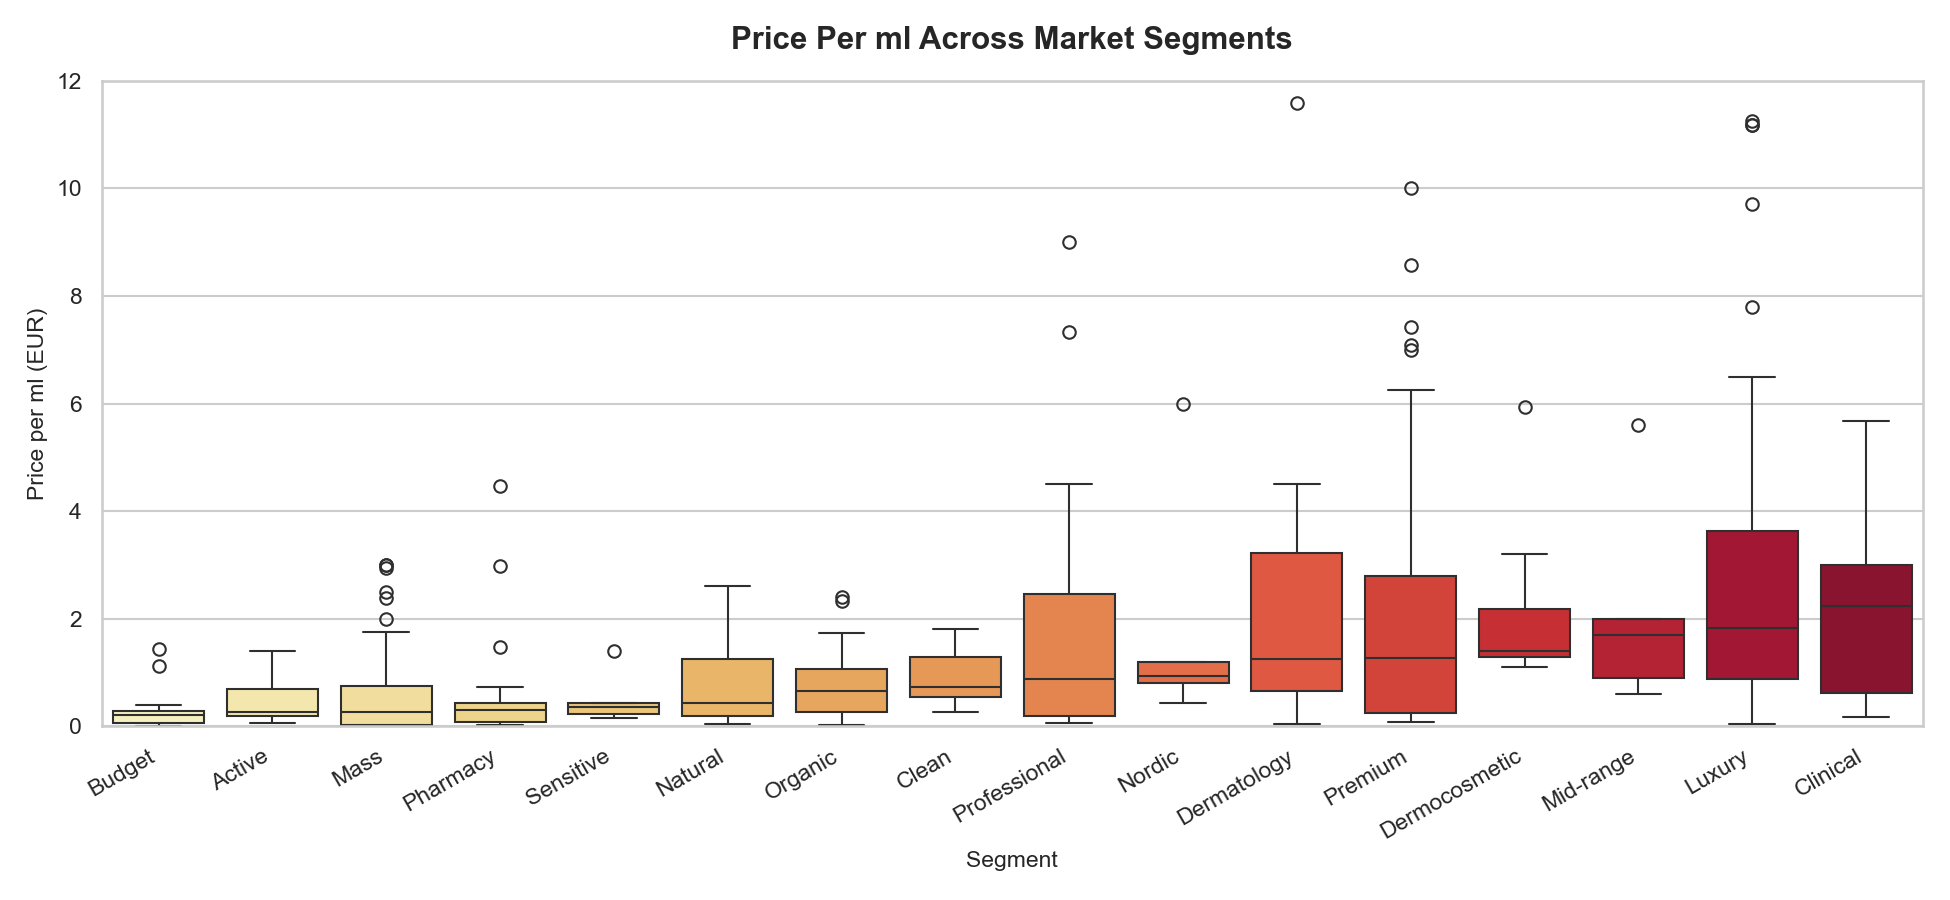 Price Per ml Across Market Segments
12
10
8
6
4
2
0
Price per ml (EUR)
Budget
Active
Mass
Pharmacy
Sensitive
Natural
Organic
Clean
Professional
Nordic
Dermatology
Premium
Dermocosmetic
Mid-range
Luxury
Clinical
Segment